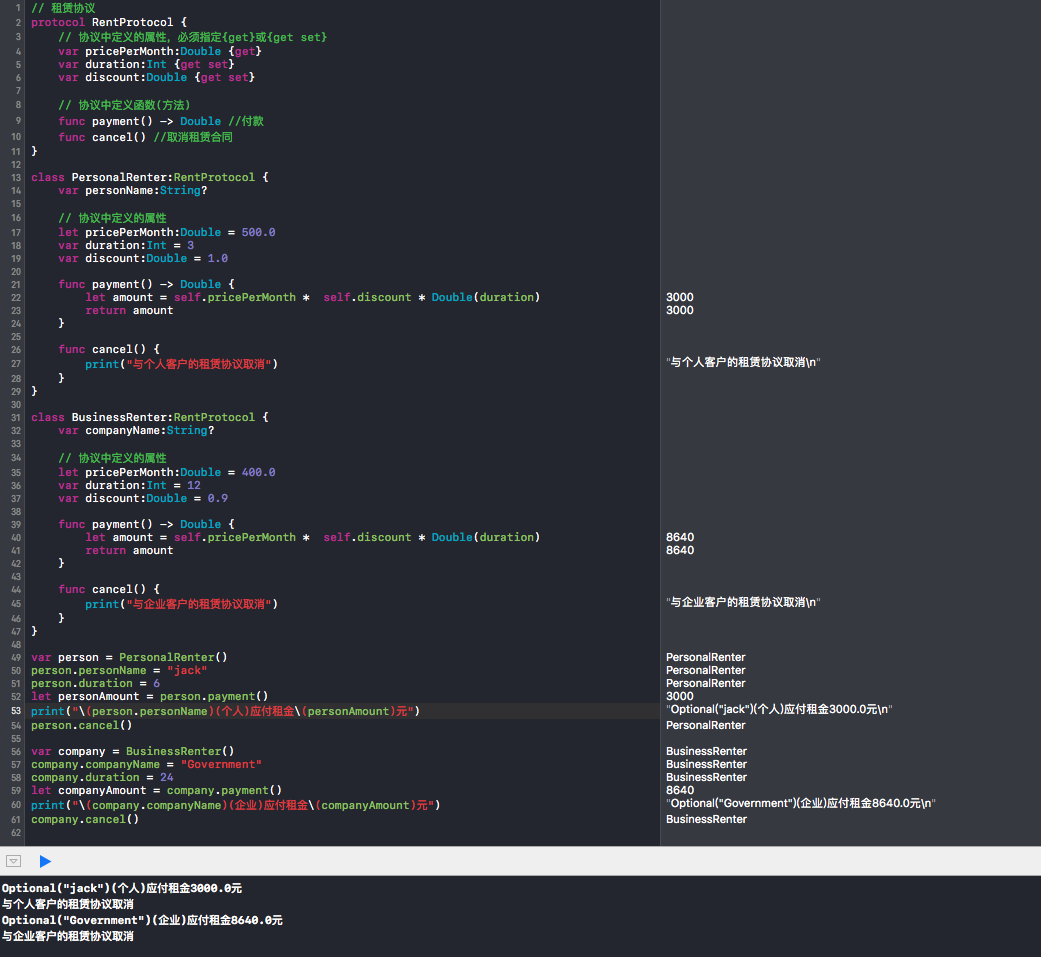 1 // 租赁协议
2 protocol RentProtocol {
3     // 协议中定义的属性，必须指定{get}或{get set}
4     var pricePerMonth:Double {get}
5     var duration:Int {get set}
6     var discount:Double {get set}
7
8     // 协议中定义函数(方法)
9     func payment() -> Double //付款
10     func cancel() //取消租赁合同
11 }
12
13 class PersonalRenter:RentProtocol {
14     var personName:String?
15
16     // 协议中定义的属性
17     let pricePerMonth:Double = 500.0
18     var duration:Int = 3
19     var discount:Double = 1.0
20
21     func payment() -> Double {
22         let amount = self.pricePerMonth *  self.discount * Double(duration) 3000
23         return amount 3000
24     }
25
26     func cancel() {
27         print("与个人客户的租赁协议取消") "与个人客户的租赁协议取消\n"
28     }
29 }
30
31 class BusinessRenter:RentProtocol {
32     var companyName:String?
33
34     // 协议中定义的属性
35     let pricePerMonth:Double = 400.0
36     var duration:Int = 12
37     var discount:Double = 0.9
38
39     func payment() -> Double {
40         let amount = self.pricePerMonth *  self.discount * Double(duration) 8640
41         return amount 8640
42     }
43
44     func cancel() {
45         print("与企业客户的租赁协议取消") "与企业客户的租赁协议取消\n"
46     }
47 }
48
49 var person = PersonalRenter() PersonalRenter
50 person.personName = "jack" PersonalRenter
51 person.duration = 6 PersonalRenter
52 let personAmount = person.payment() 3000
53 print("\(person.personName)(个人)应付租金\(personAmount)元") "Optional("jack")(个人)应付租金3000.0元\n"
54 person.cancel() PersonalRenter
55
56 var company = BusinessRenter() BusinessRenter
57 company.companyName = "Government" BusinessRenter
58 company.duration = 24 BusinessRenter
59 let companyAmount = company.payment() 8640
60 print("\(company.companyName)(企业)应付租金\(companyAmount)元") "Optional("Government")(企业)应付租金8640.0元\n"
61 company.cancel() BusinessRenter
62
Optional("jack")(个人)应付租金3000.0元
与个人客户的租赁协议取消
Optional("Government")(企业)应付租金8640.0元
与企业客户的租赁协议取消